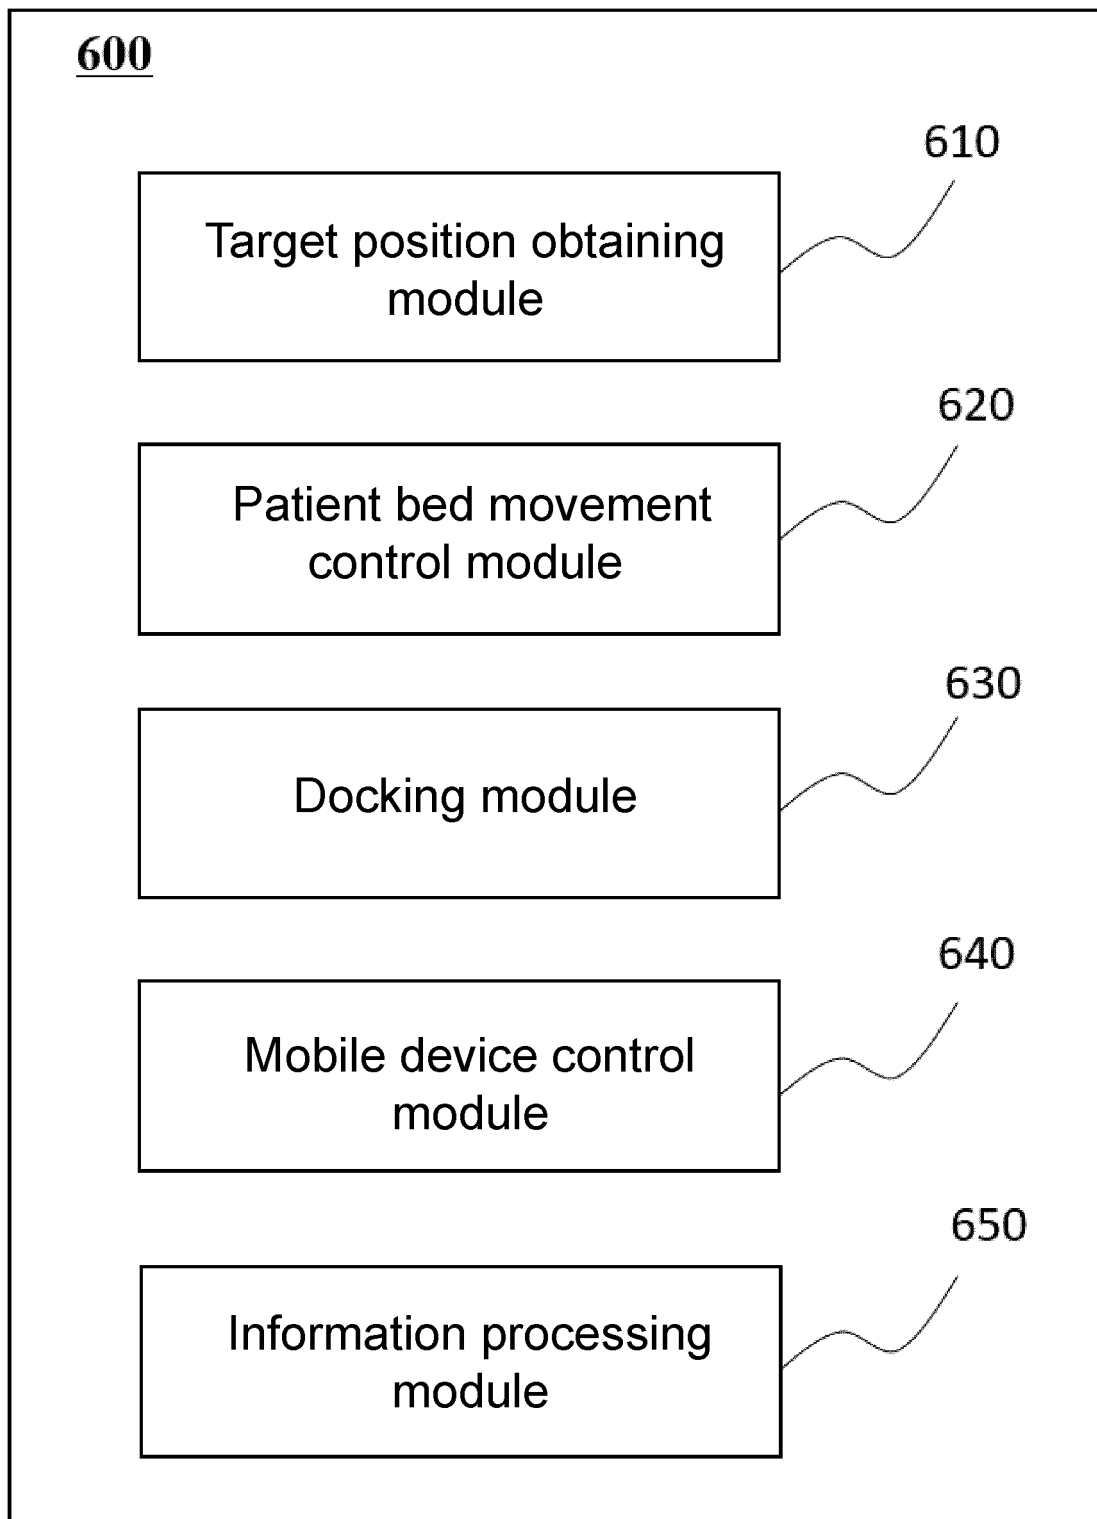 600
610
Target position obtaining
module
620
Patient bed movement
control module
630
Docking module
640
Mobile device control
module
650
Information processing
module